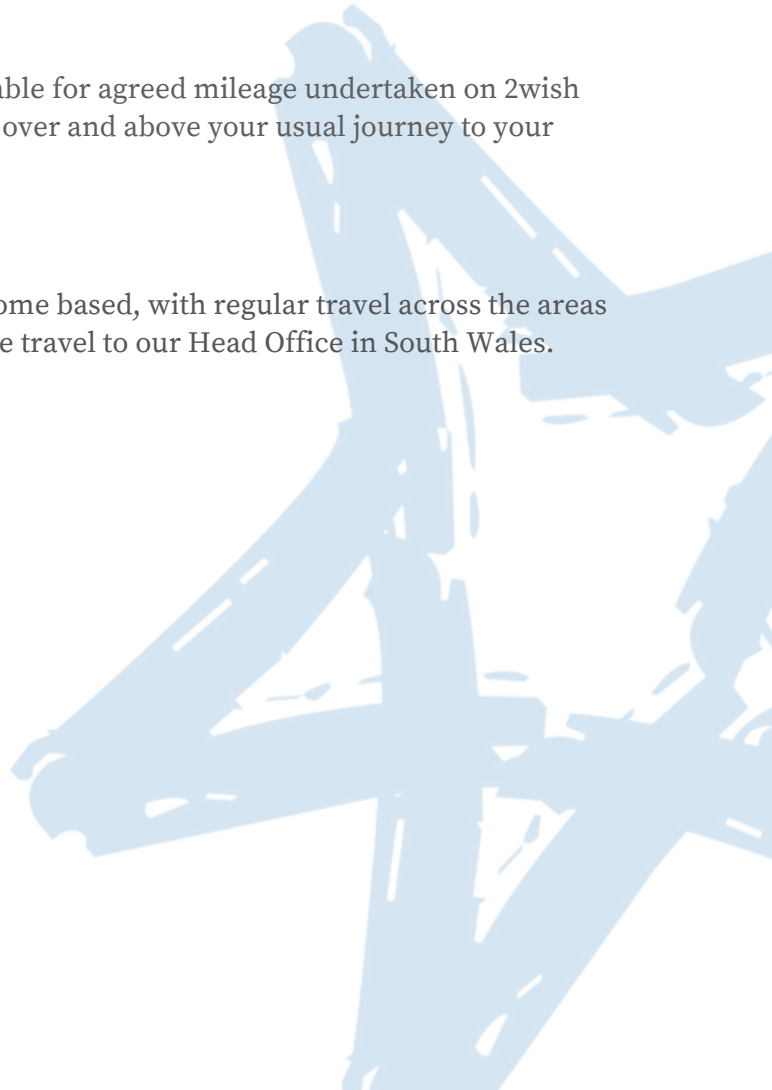 able for agreed mileage undertaken on 2wish
over and above your usual journey to your
ome based, with regular travel across the areas
e travel to our Head Office in South Wales.